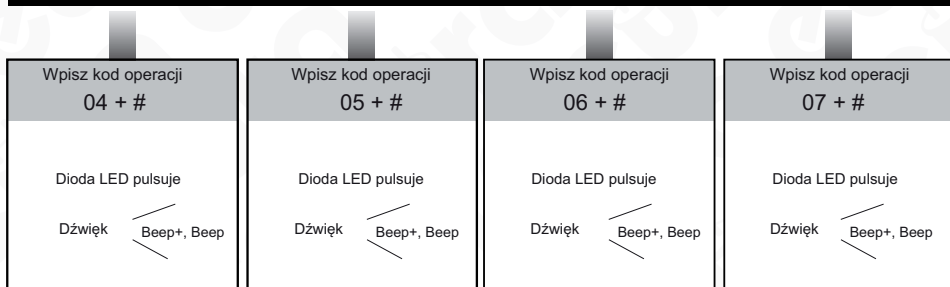 Wpisz kod operacji
04 + #
Dioda LED pulsuje
Dźwięk
Beep+, Beep
Wpisz kod operacji
05 + #
Dioda LED pulsuje
Dźwięk
Beep+, Beep
Wpisz kod operacji
06 + #
Dioda LED pulsuje
Dźwięk
Beep+, Beep
Wpisz kod operacji
07 + #
Dioda LED pulsuje
Dźwięk
Beep+, Beep